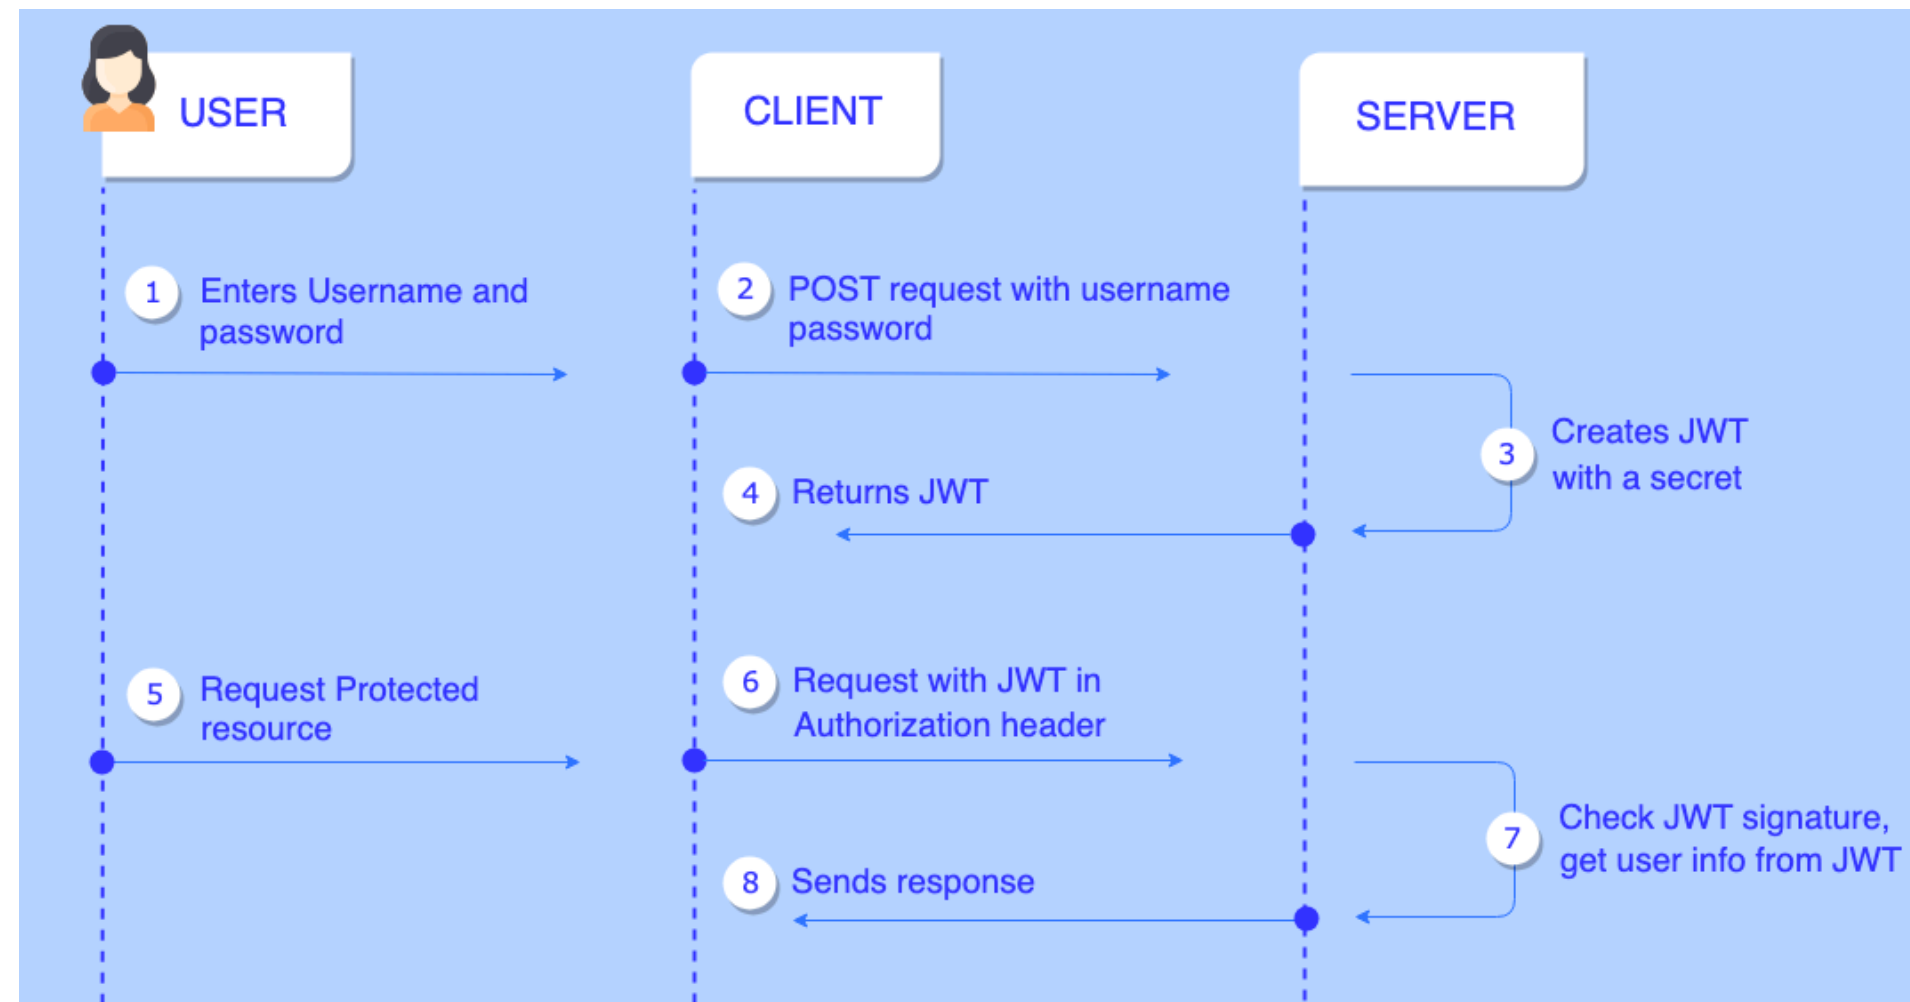 USER
CLIENT
SERVER
1
Enters Username and
password
2
POST request with username
password
3
Creates JWT
with a secret
4
Returns JWT
5
Request Protected
resource
6
Request with JWT in
Authorization header
7
Check JWT signature,
get user info from JWT
8
Sends response